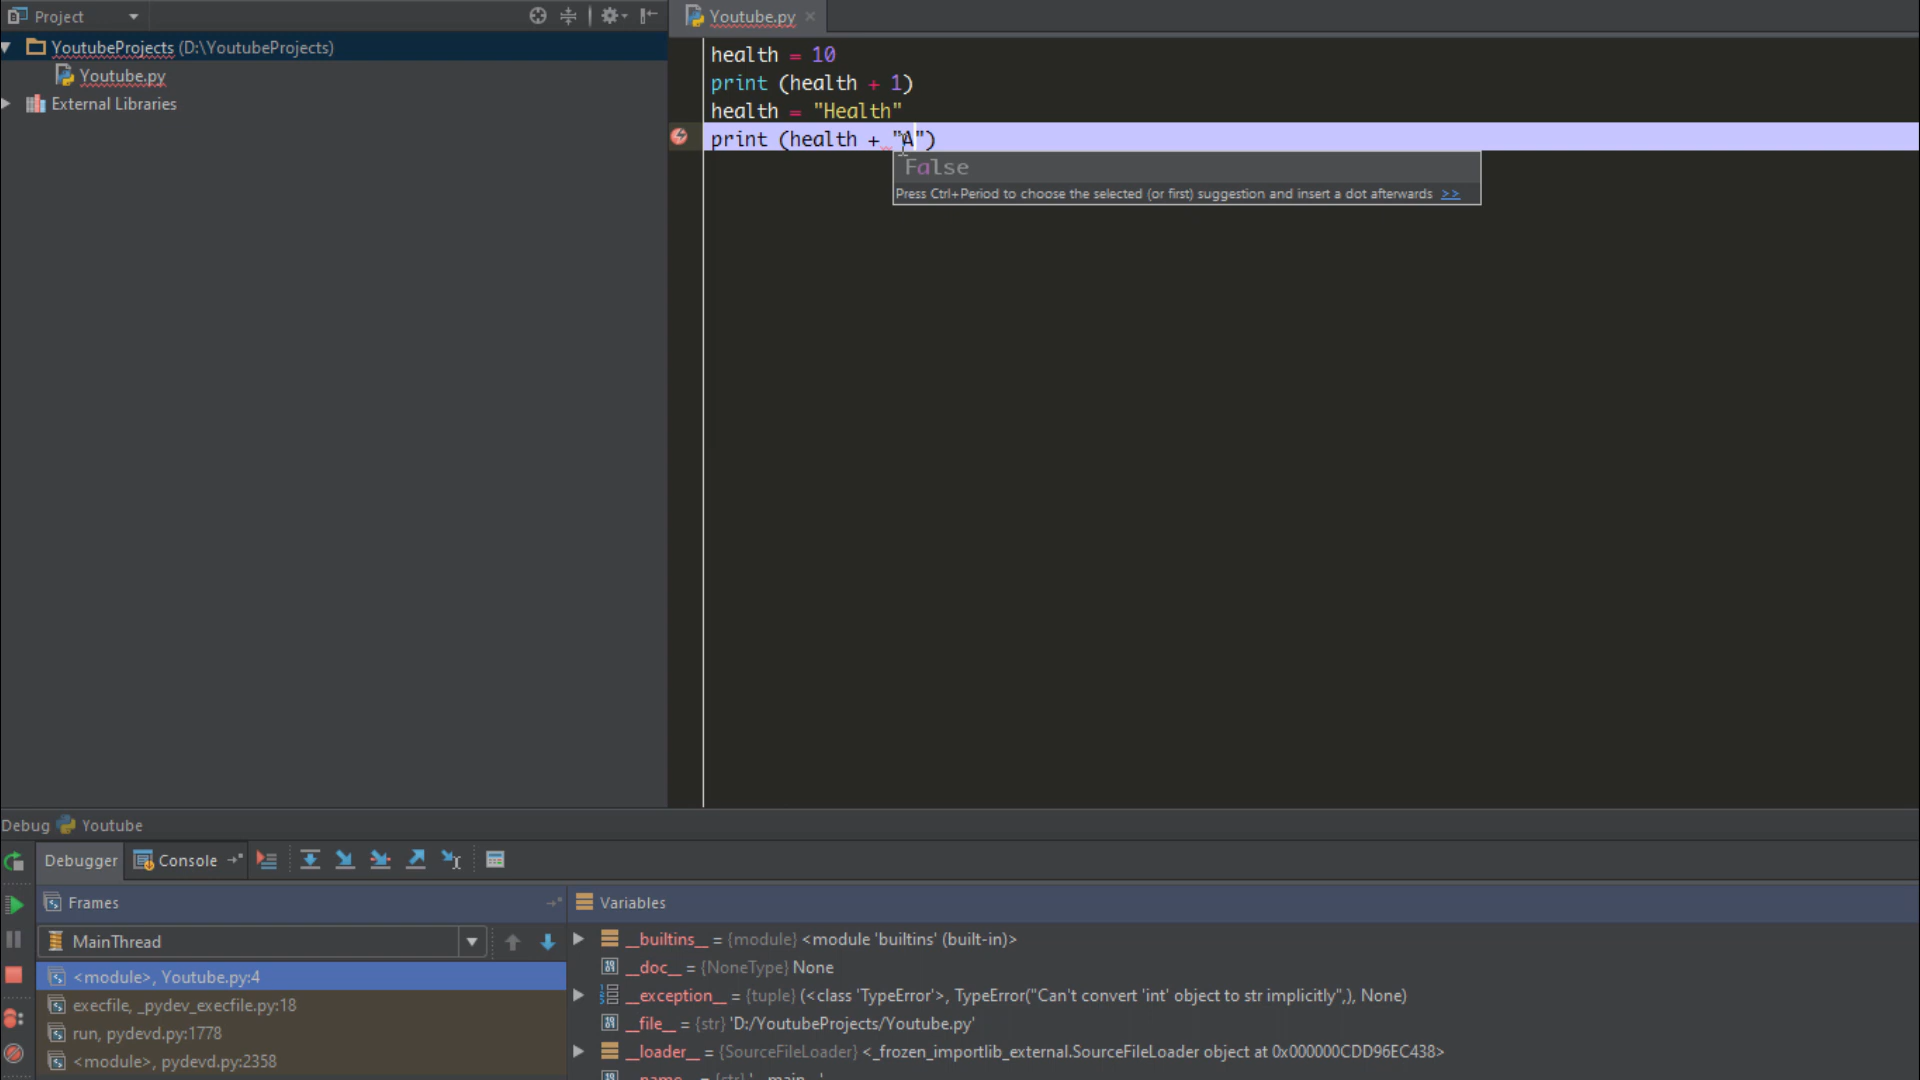 Project
YoutubeProjects (D:\YoutubeProjects)
Youtube.py
External Libraries
Youtube.py
health = 10
print (health + 1)
health = "Health"
print (health + "A")
False
Press Ctrl+Period to choose the selected (or first) suggestion and insert a dot afterwards >>
Debug Youtube
Debugger Console
Frames
MainThread
<module>, Youtube.py:4
execfile, _pydev_execfile.py:18
run, pydevd.py:1778
<module>, pydevd.py:2358
Variables
__builtins__ = {module} <module 'builtins' (built-in)>
__doc__ = {NoneType} None
__exception__ = {tuple} (<class 'TypeError'>, TypeError("Can't convert 'int' object to str implicitly",), None)
__file__ = {str} 'D:/YoutubeProjects/Youtube.py'
__loader__ = {SourceFileLoader} <_frozen_importlib_external.SourceFileLoader object at 0x000000CDD96EC438>